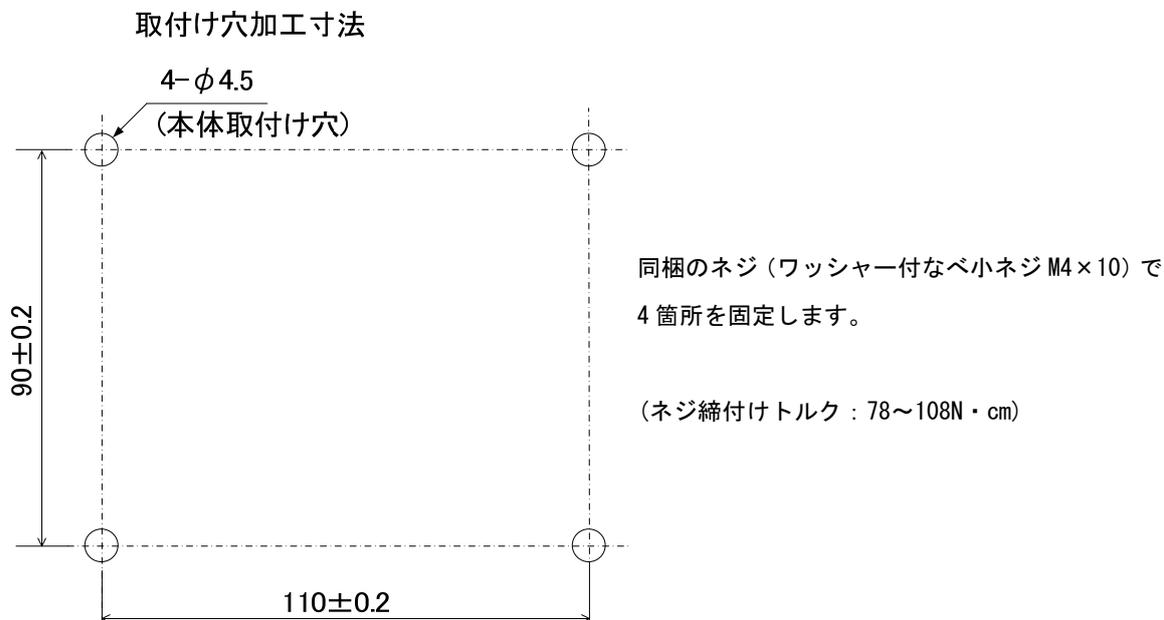 取付け穴加工寸法
4-φ4.5
(本体取付け穴)
90±0.2
同梱のネジ(ワッシャー付なべ小ネジ M4×10)で
4 箇所を固定します。
(ネジ締付けトルク:78～108N・cm)
110±0.2